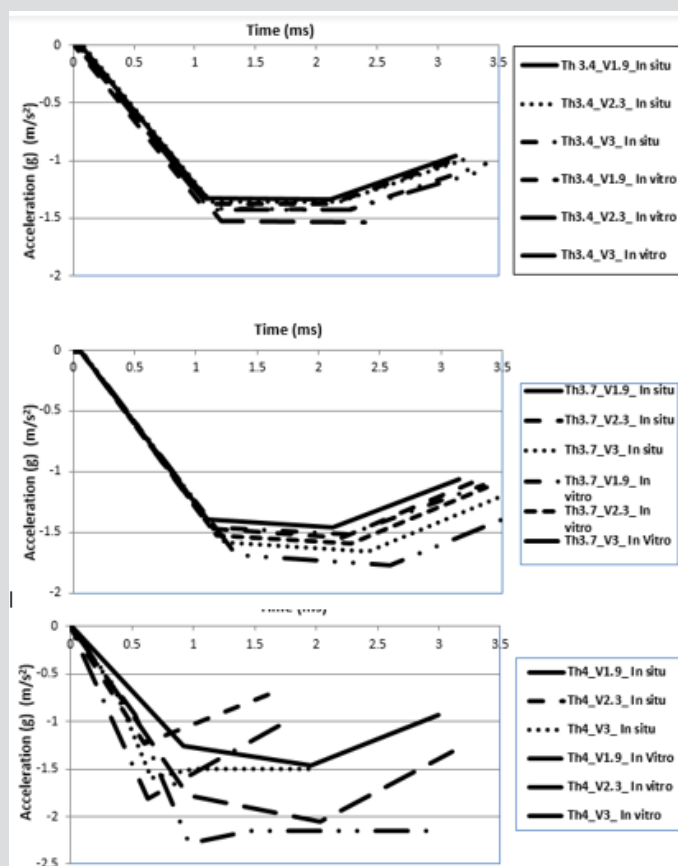 Time (ms)
0 0.5 1 1.5 2 2.5 3 3.5
0
-0.5
-1
-1.5
-2
Acceleration (g) (m/s²)
Th 3.4_V1.9_In situ
Th3.4_V2.3_In situ
Th3.4_V3_ In situ
Th3.4_V1.9_ In vitro
Th3.4_V2.3_ In vitro
Th3.4_V3_ In vitro
Time (ms)
0 0.5 1 1.5 2 2.5 3 3.5
0
-0.5
-1
-1.5
-2
Acceleration (g) (m/s²)
Th3.7_V1.9_ In situ
Th3.7_V2.3_ In situ
Th3.7_V3_ In situ
Th3.7_V1.9_ In
vitro
Th3.7_V2.3_ In
vitro
Th3.7_V3_ In Vitro
Time (ms)
0 0.5 1 1.5 2 2.5 3 3.5
0
-0.5
-1
-1.5
-2
-2.5
Acceleration (g) (m/s²)
Th4_V1.9_ In situ
Th4_V2.3_ In situ
Th4_V3_ In situ
Th4_V1.9_ In Vitro
Th4_V2.3_ In vitro
Th4_V3_ In vitro